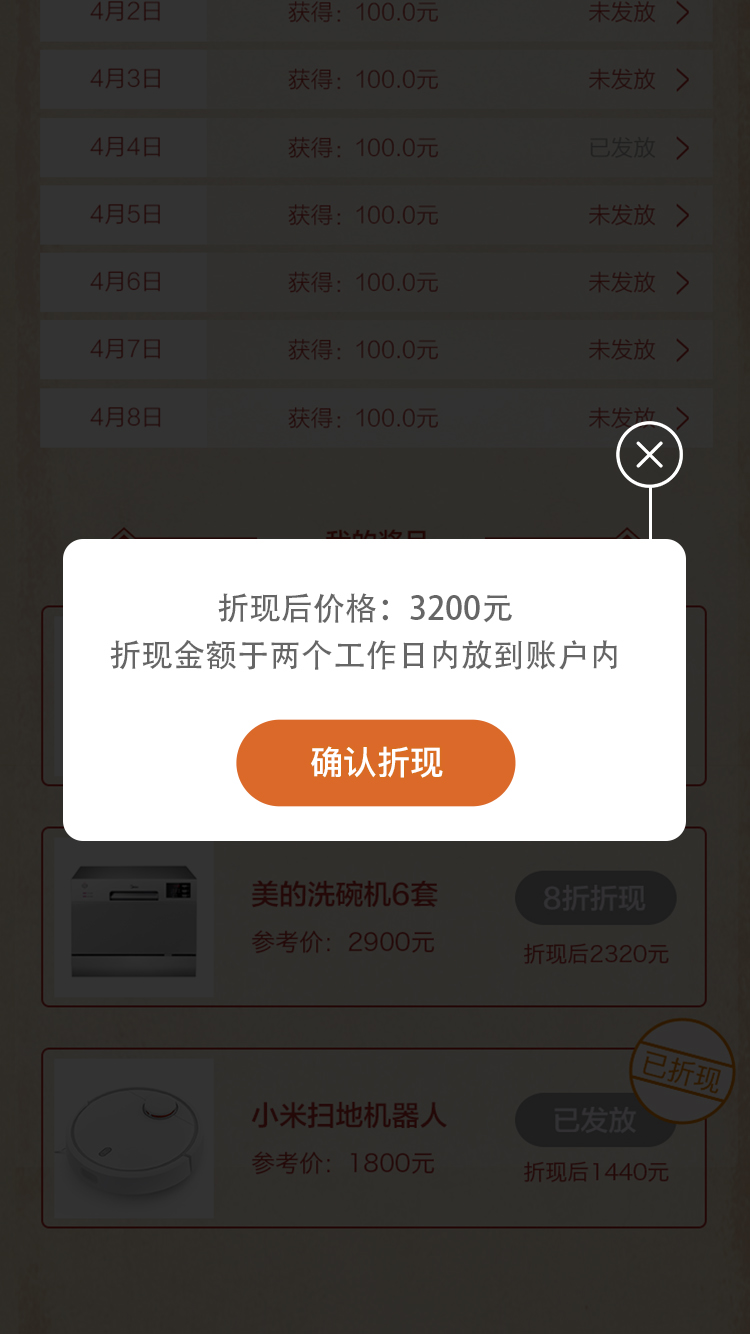 4月2日 获得：100.0元 未发放
4月3日 获得：100.0元 未发放
4月4日 获得：100.0元 已发放
4月5日 获得：100.0元 未发放
4月6日 获得：100.0元 未发放
4月7日 获得：100.0元 未发放
4月8日 获得：100.0元 未发放
我的奖品
折现后价格：3200元
折现金额于两个工作日内放到账户内
确认折现
美的洗碗机6套 8折折现
参考价：2900元 折现后2320元
已折现
小米扫地机器人 已发放
参考价：1800元 折现后1440元